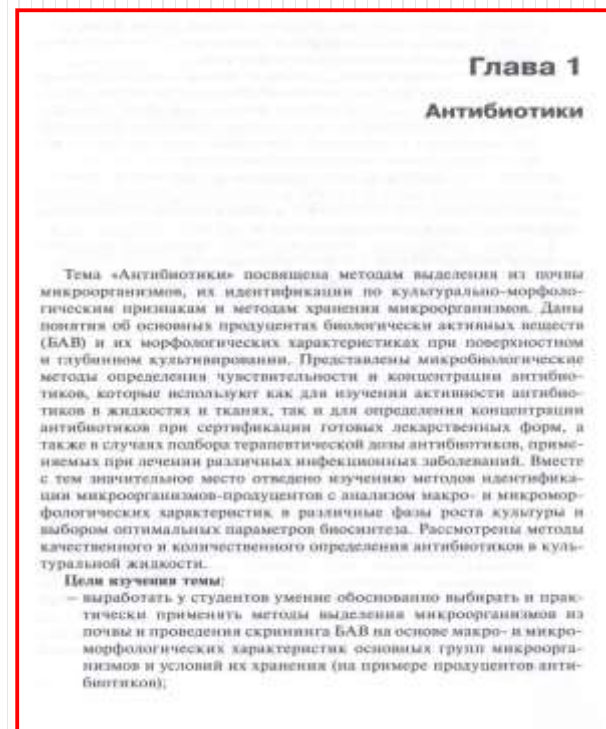 Глава 1
Антибиотики
Тема «Антибиотики» посвящена методам выделения из почвы
микроорганизмов, их идентификации по культурально-морфоло-
гическим признакам и методам хранения микроорганизмов. Даны
понятия об основных продуцентах биологически активных веществ
(БАВ) и их морфологических характеристиках при поверхностном
и глубинном культивировании. Представлены микробиологические
методы определения чувствительности и концентрации антибио-
тиков, которые используют как для изучения активности антибио-
тиков в жидкостях и тканях, так и для определения концентрации
антибиотиков при сертификации готовых лекарственных форм, а
также в случаях подбора терапевтической дозы антибиотиков, приме-
няемых при лечении различных инфекционных заболеваний. Вместе
с тем значительное место отведено изучению методов идентифика-
ции микроорганизмов-продуцентов с анализом макро- и микромор-
фологических характеристик в различные фазы роста культуры и
выбором оптимальных параметров биосинтеза. Рассмотрены методы
качественного и количественного определения антибиотиков в куль-
туральной жидкости.
Цели изучения темы:
– выработать у студентов умение обоснованно выбирать и прак-
тически применять методы выделения микроорганизмов из
почвы и проведения скрининга БАВ на основе макро- и микро-
морфологических характеристик основных групп микроорга-
низмов и условий их хранения (на примере продуцентов анти-
биотиков);